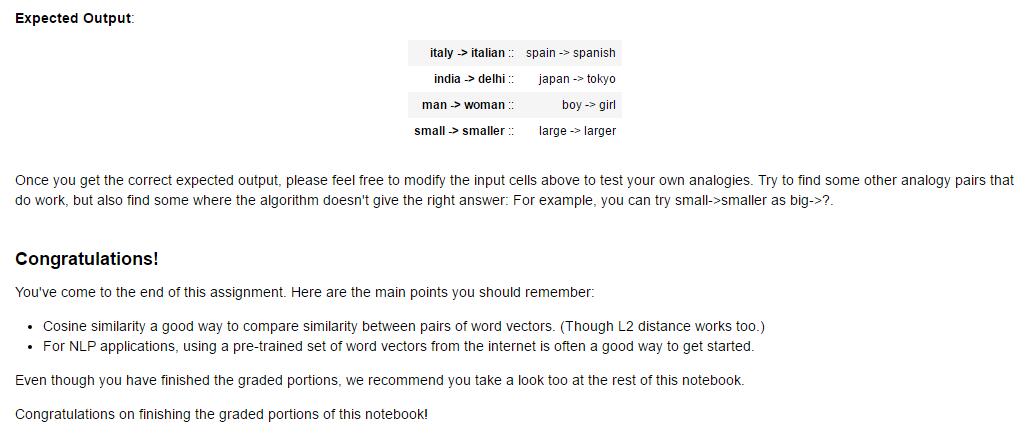 Expected Output:
italy -> italian :: spain -> spanish
india -> delhi :: japan -> tokyo
man -> woman :: boy -> girl
small -> smaller :: large -> larger
Once you get the correct expected output, please feel free to modify the input cells above to test your own analogies. Try to find some other analogy pairs that
do work, but also find some where the algorithm doesn't give the right answer: For example, you can try small->smaller as big->?.
Congratulations!
You've come to the end of this assignment. Here are the main points you should remember:
• Cosine similarity a good way to compare similarity between pairs of word vectors. (Though L2 distance works too.)
• For NLP applications, using a pre-trained set of word vectors from the internet is often a good way to get started.
Even though you have finished the graded portions, we recommend you take a look too at the rest of this notebook.
Congratulations on finishing the graded portions of this notebook!